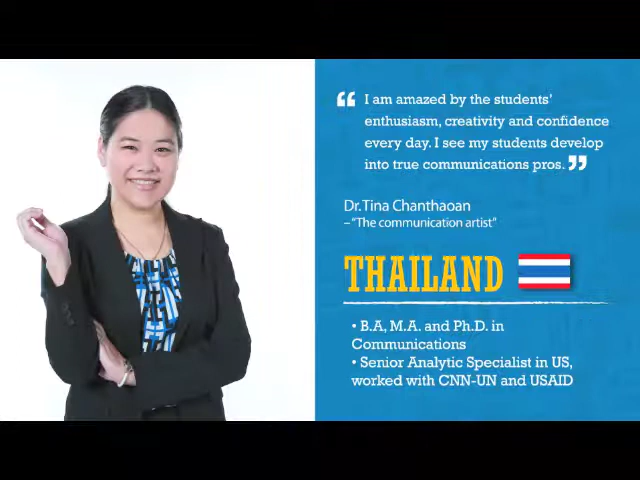 “ I am amazed by the students’
enthusiasm, creativity and confidence
every day. I see my students develop
into true communications pros. ”
Dr. Tina Chanthaoan
– “The communication artist”
THAILAND
• B.A, M.A. and Ph.D. in
Communications
• Senior Analytic Specialist in US,
worked with CNN-UN and USAID